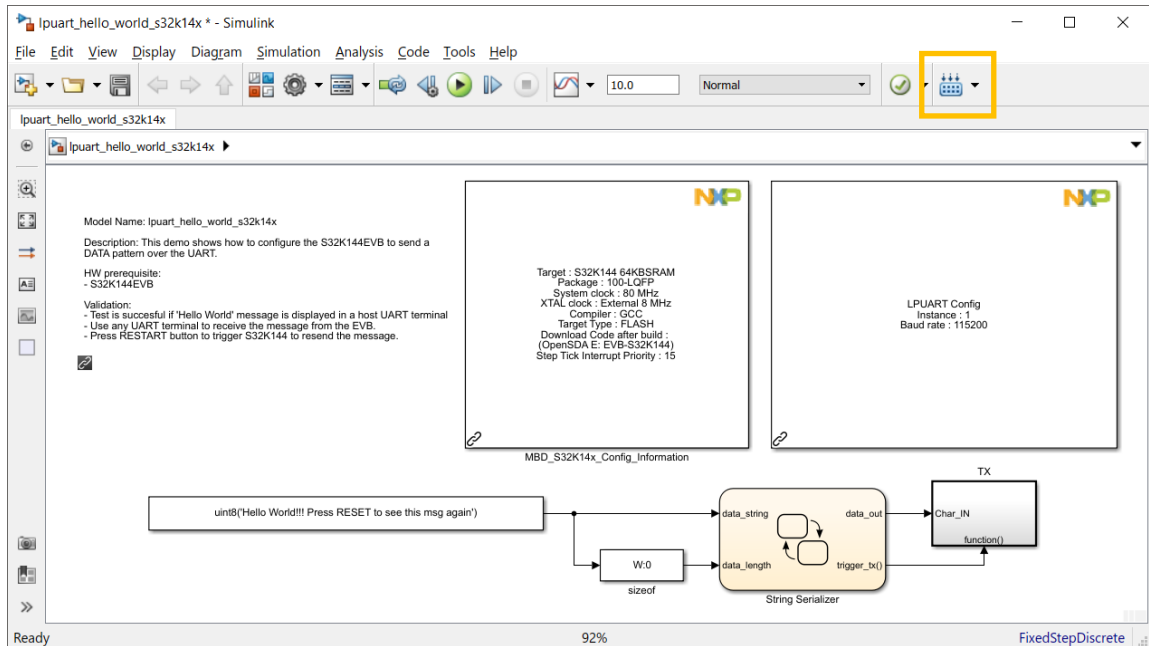 lpuart_hello_world_s32k14x * - Simulink
File Edit View Display Diagram Simulation Analysis Code Tools Help
10.0 Normal
lpuart_hello_world_s32k14x
lpuart_hello_world_s32k14x
NXP
NXP
Model Name: lpuart_hello_world_s32k14x
Description: This demo shows how to configure the S32K144EVB to send a
DATA pattern over the UART.
HW prerequisite:
- S32K144EVB
Validation:
- Test is succesful if 'Hello World' message is displayed in a host UART terminal
- Use any UART terminal to receive the message from the EVB.
- Press RESTART button to trigger S32K144 to resend the message.
Target : S32K144 64KBSRAM
Package : 100-LQFP
System clock : 80 MHz
XTAL clock : External 8 MHz
Compiler : GCC
Target Type : FLASH
Download Code after build :
(OpenSDA E: EVB-S32K144)
Step Tick Interrupt Priority : 15
MBD_S32K14x_Config_Information
LPUART Config
Instance : 1
Baud rate : 115200
uint8('Hello World!!! Press RESET to see this msg again')
W:0
sizeof
data_string
data_out
data_length
trigger_tx()
String Serializer
TX
Char_IN
function()
Ready
92%
FixedStepDiscrete